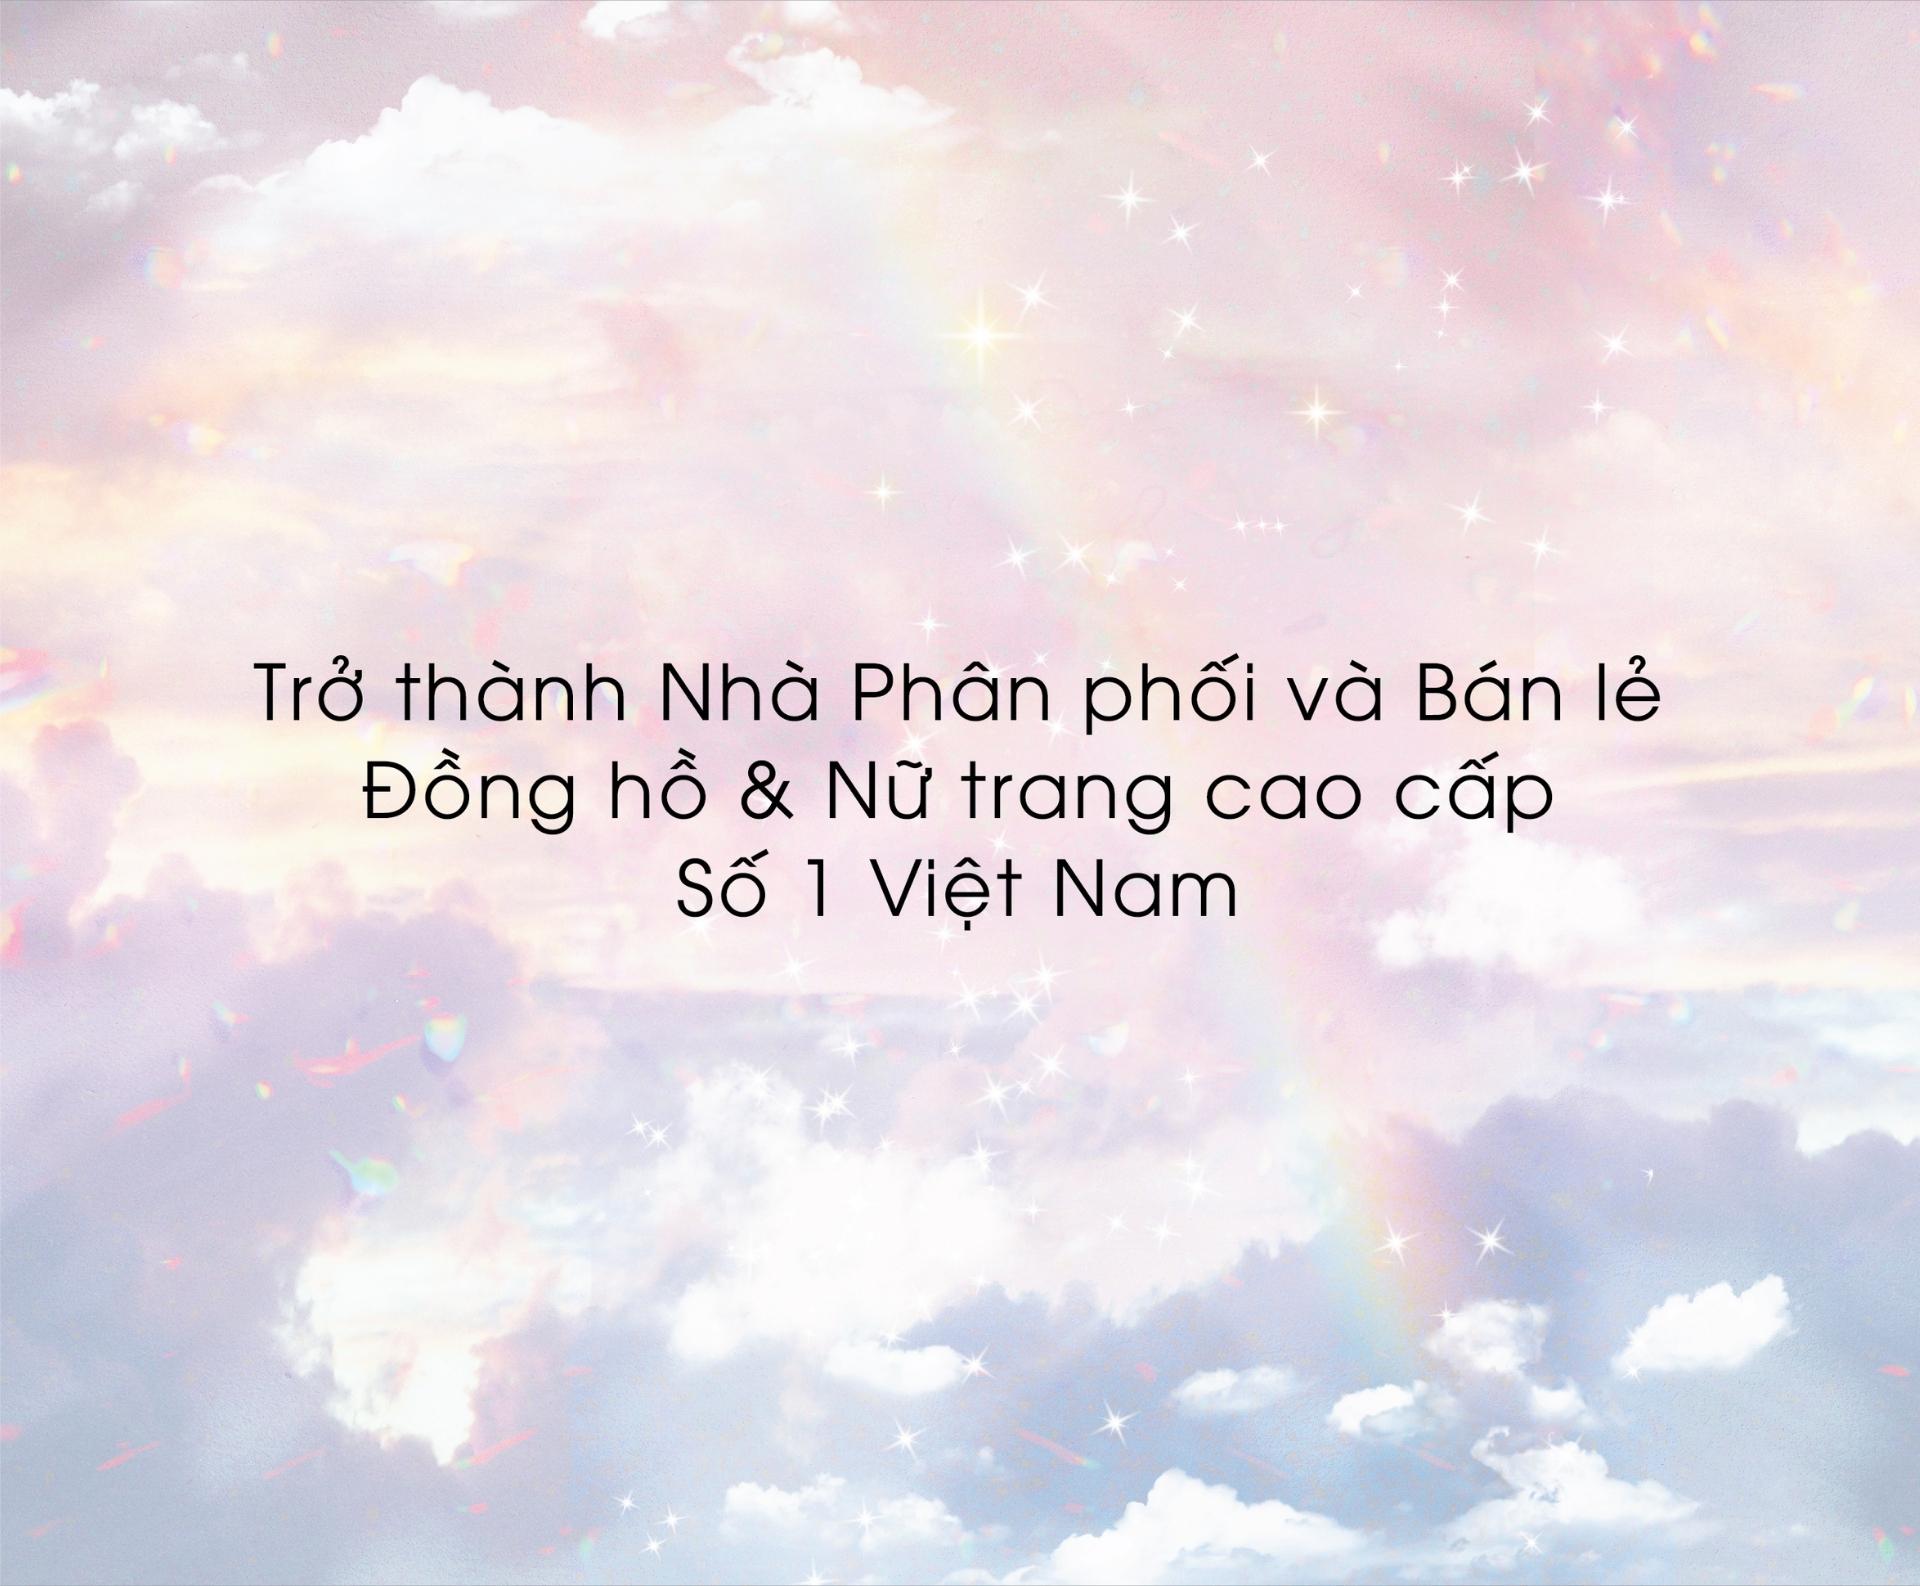 Trở thành Nhà Phân phối và Bán lẻ
Đồng hồ & Nữ trang cao cấp
Số 1 Việt Nam